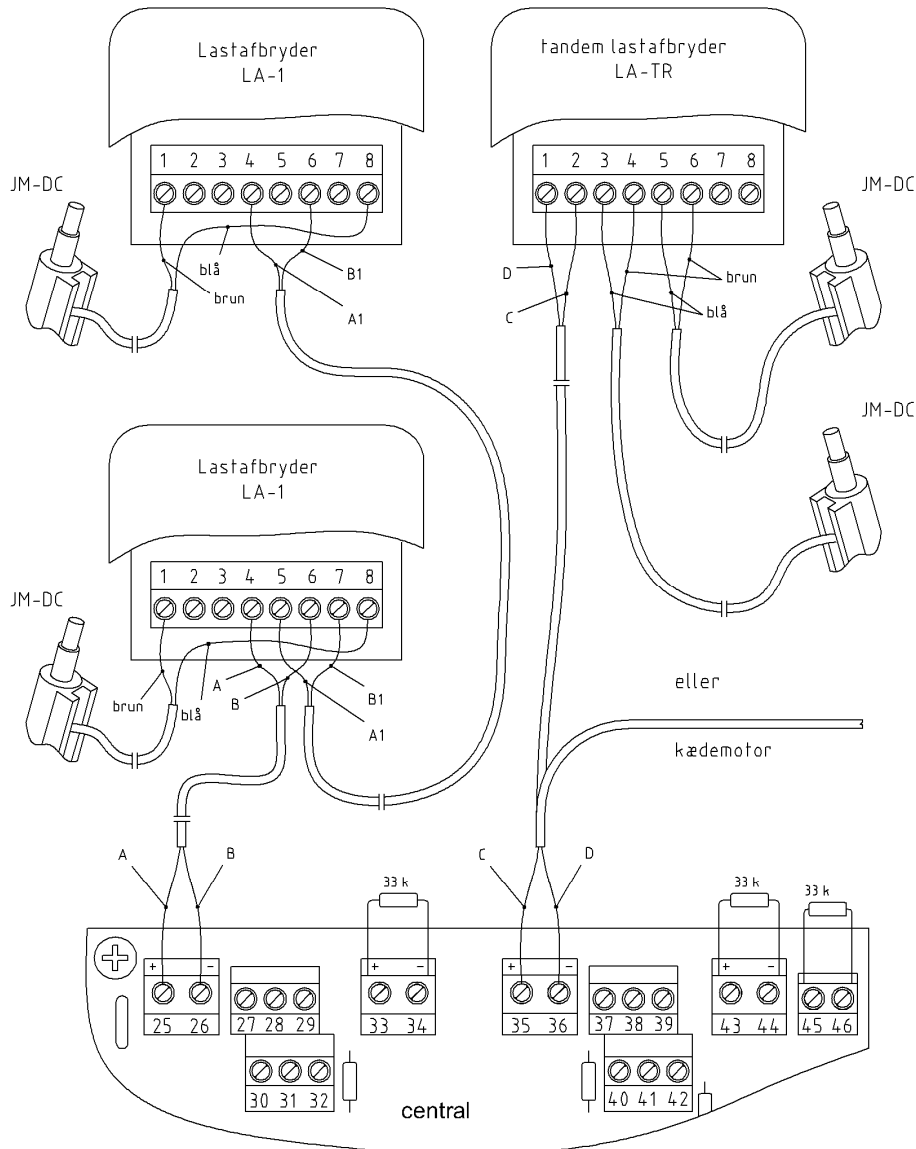 Lastafbryder
LA-1
1 2 3 4 5 6 7 8
JM-DC
blå
brun
B1
A1
tandem lastafbryder
LA-TR
1 2 3 4 5 6 7 8
JM-DC
D
C
brun
blå
JM-DC
Lastafbryder
LA-1
1 2 3 4 5 6 7 8
JM-DC
brun
blå
A
B
B1
A1
eller
kædemotor
A
B
33 k
C
D
33 k
33 k
+ -
25 26
27 28 29
+ -
33 34
+ -
35 36
37 38 39
+ -
43 44
45 46
30 31 32
40 41 42
central